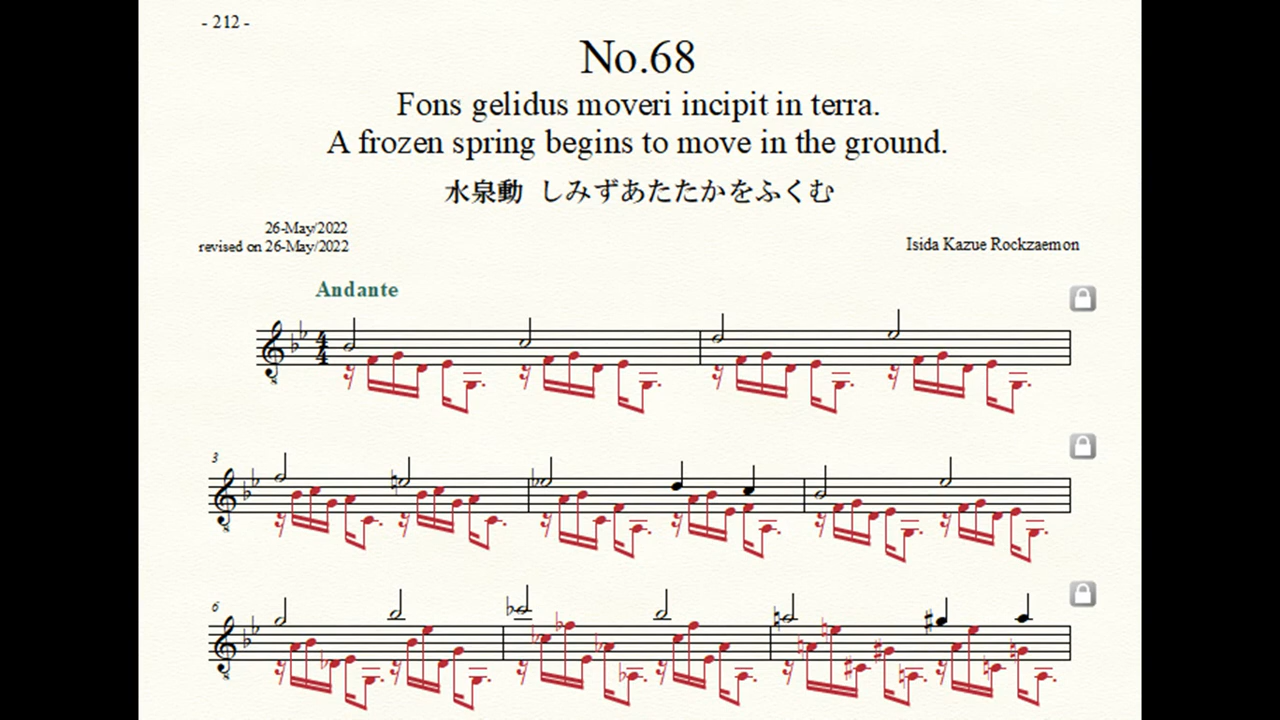 - 212 -
No.68
Fons gelidus moveri incipit in terra.
A frozen spring begins to move in the ground.
水泉動 しみずあたたかをふくむ
26-May/2022
revised on 26-May/2022
Isida Kazue Rockzaemon
Andante
3
6